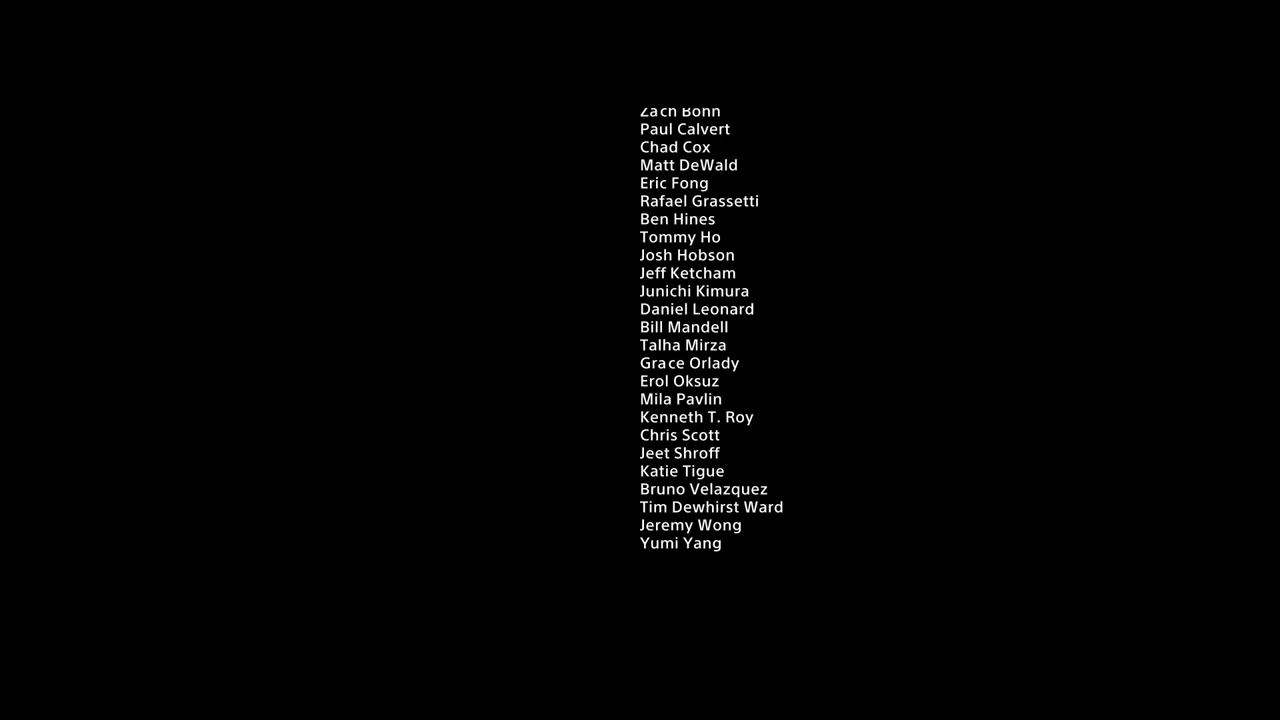 Zach Bohn
Paul Calvert
Chad Cox
Matt DeWald
Eric Fong
Rafael Grassetti
Ben Hines
Tommy Ho
Josh Hobson
Jeff Ketcham
Junichi Kimura
Daniel Leonard
Bill Mandell
Talha Mirza
Grace Orlady
Erol Oksuz
Mila Pavlin
Kenneth T. Roy
Chris Scott
Jeet Shroff
Katie Tigue
Bruno Velazquez
Tim Dewhirst Ward
Jeremy Wong
Yumi Yang